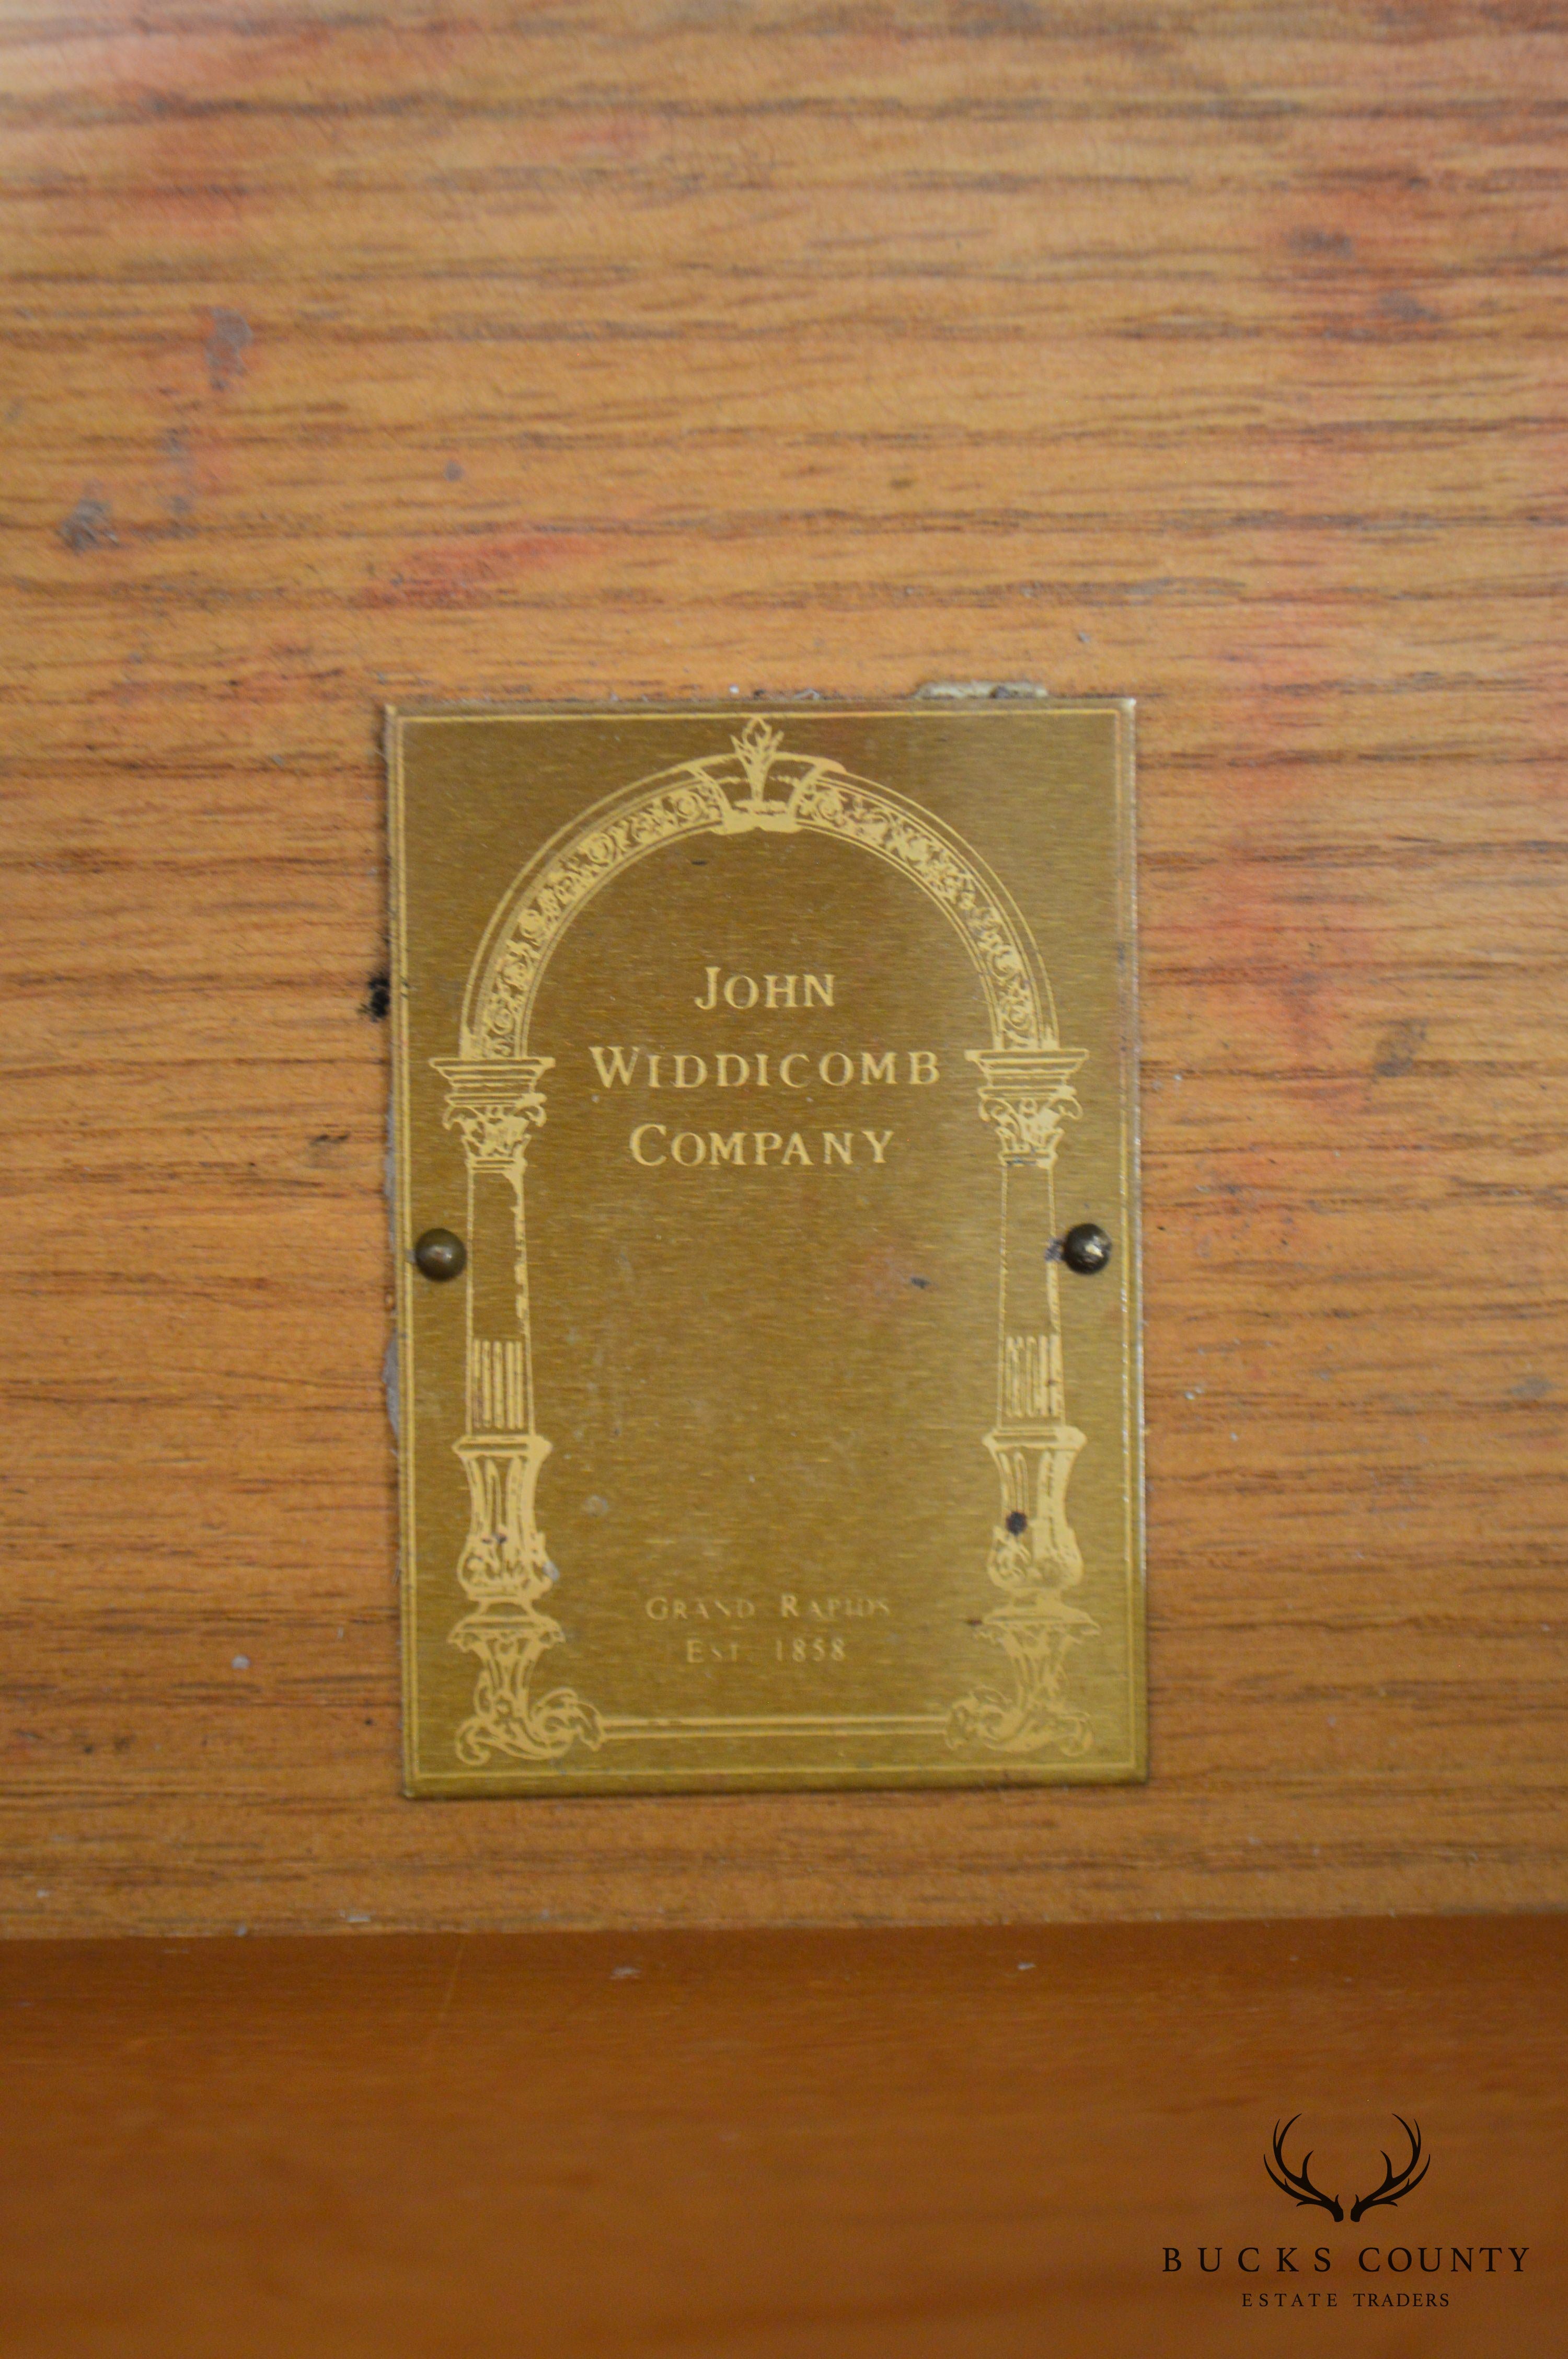 John
Widdicomb
Company
Grand Rapids
Est. 1858
BUCKS COUNTY
ESTATE TRADERS